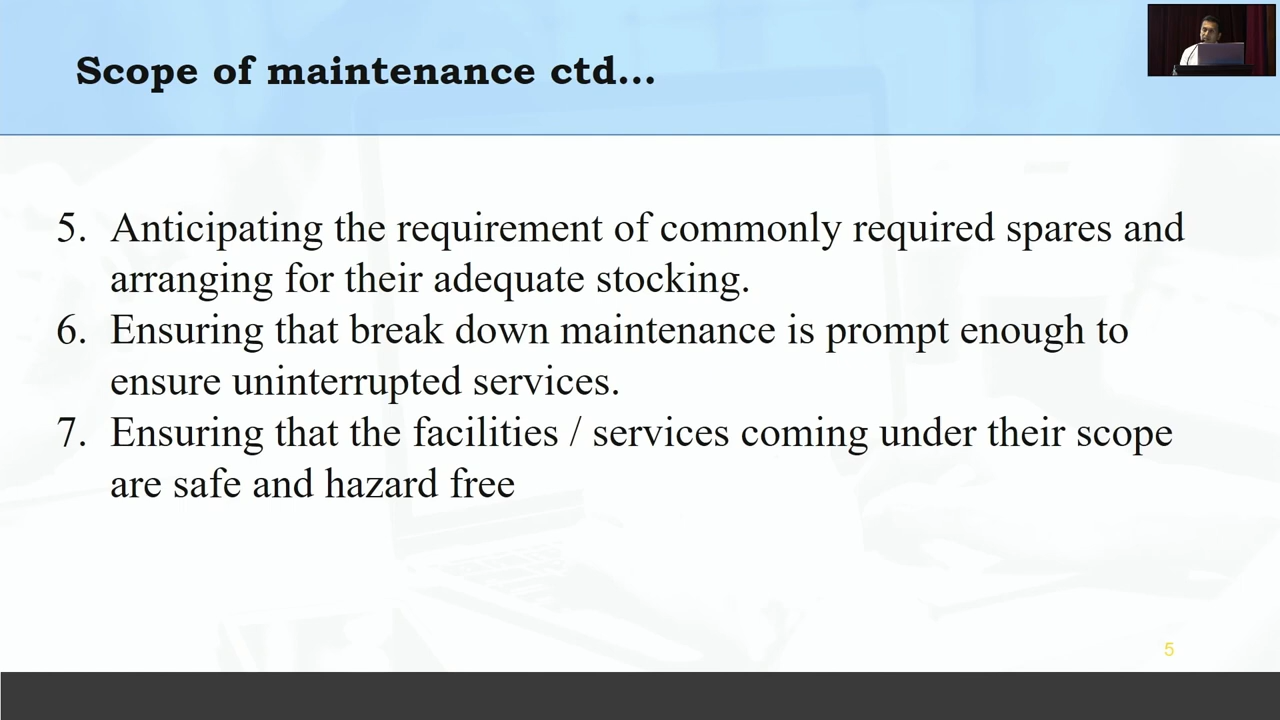 Scope of maintenance ctd...
5. Anticipating the requirement of commonly required spares and
arranging for their adequate stocking.
6. Ensuring that break down maintenance is prompt enough to
ensure uninterrupted services.
7. Ensuring that the facilities / services coming under their scope
are safe and hazard free
5